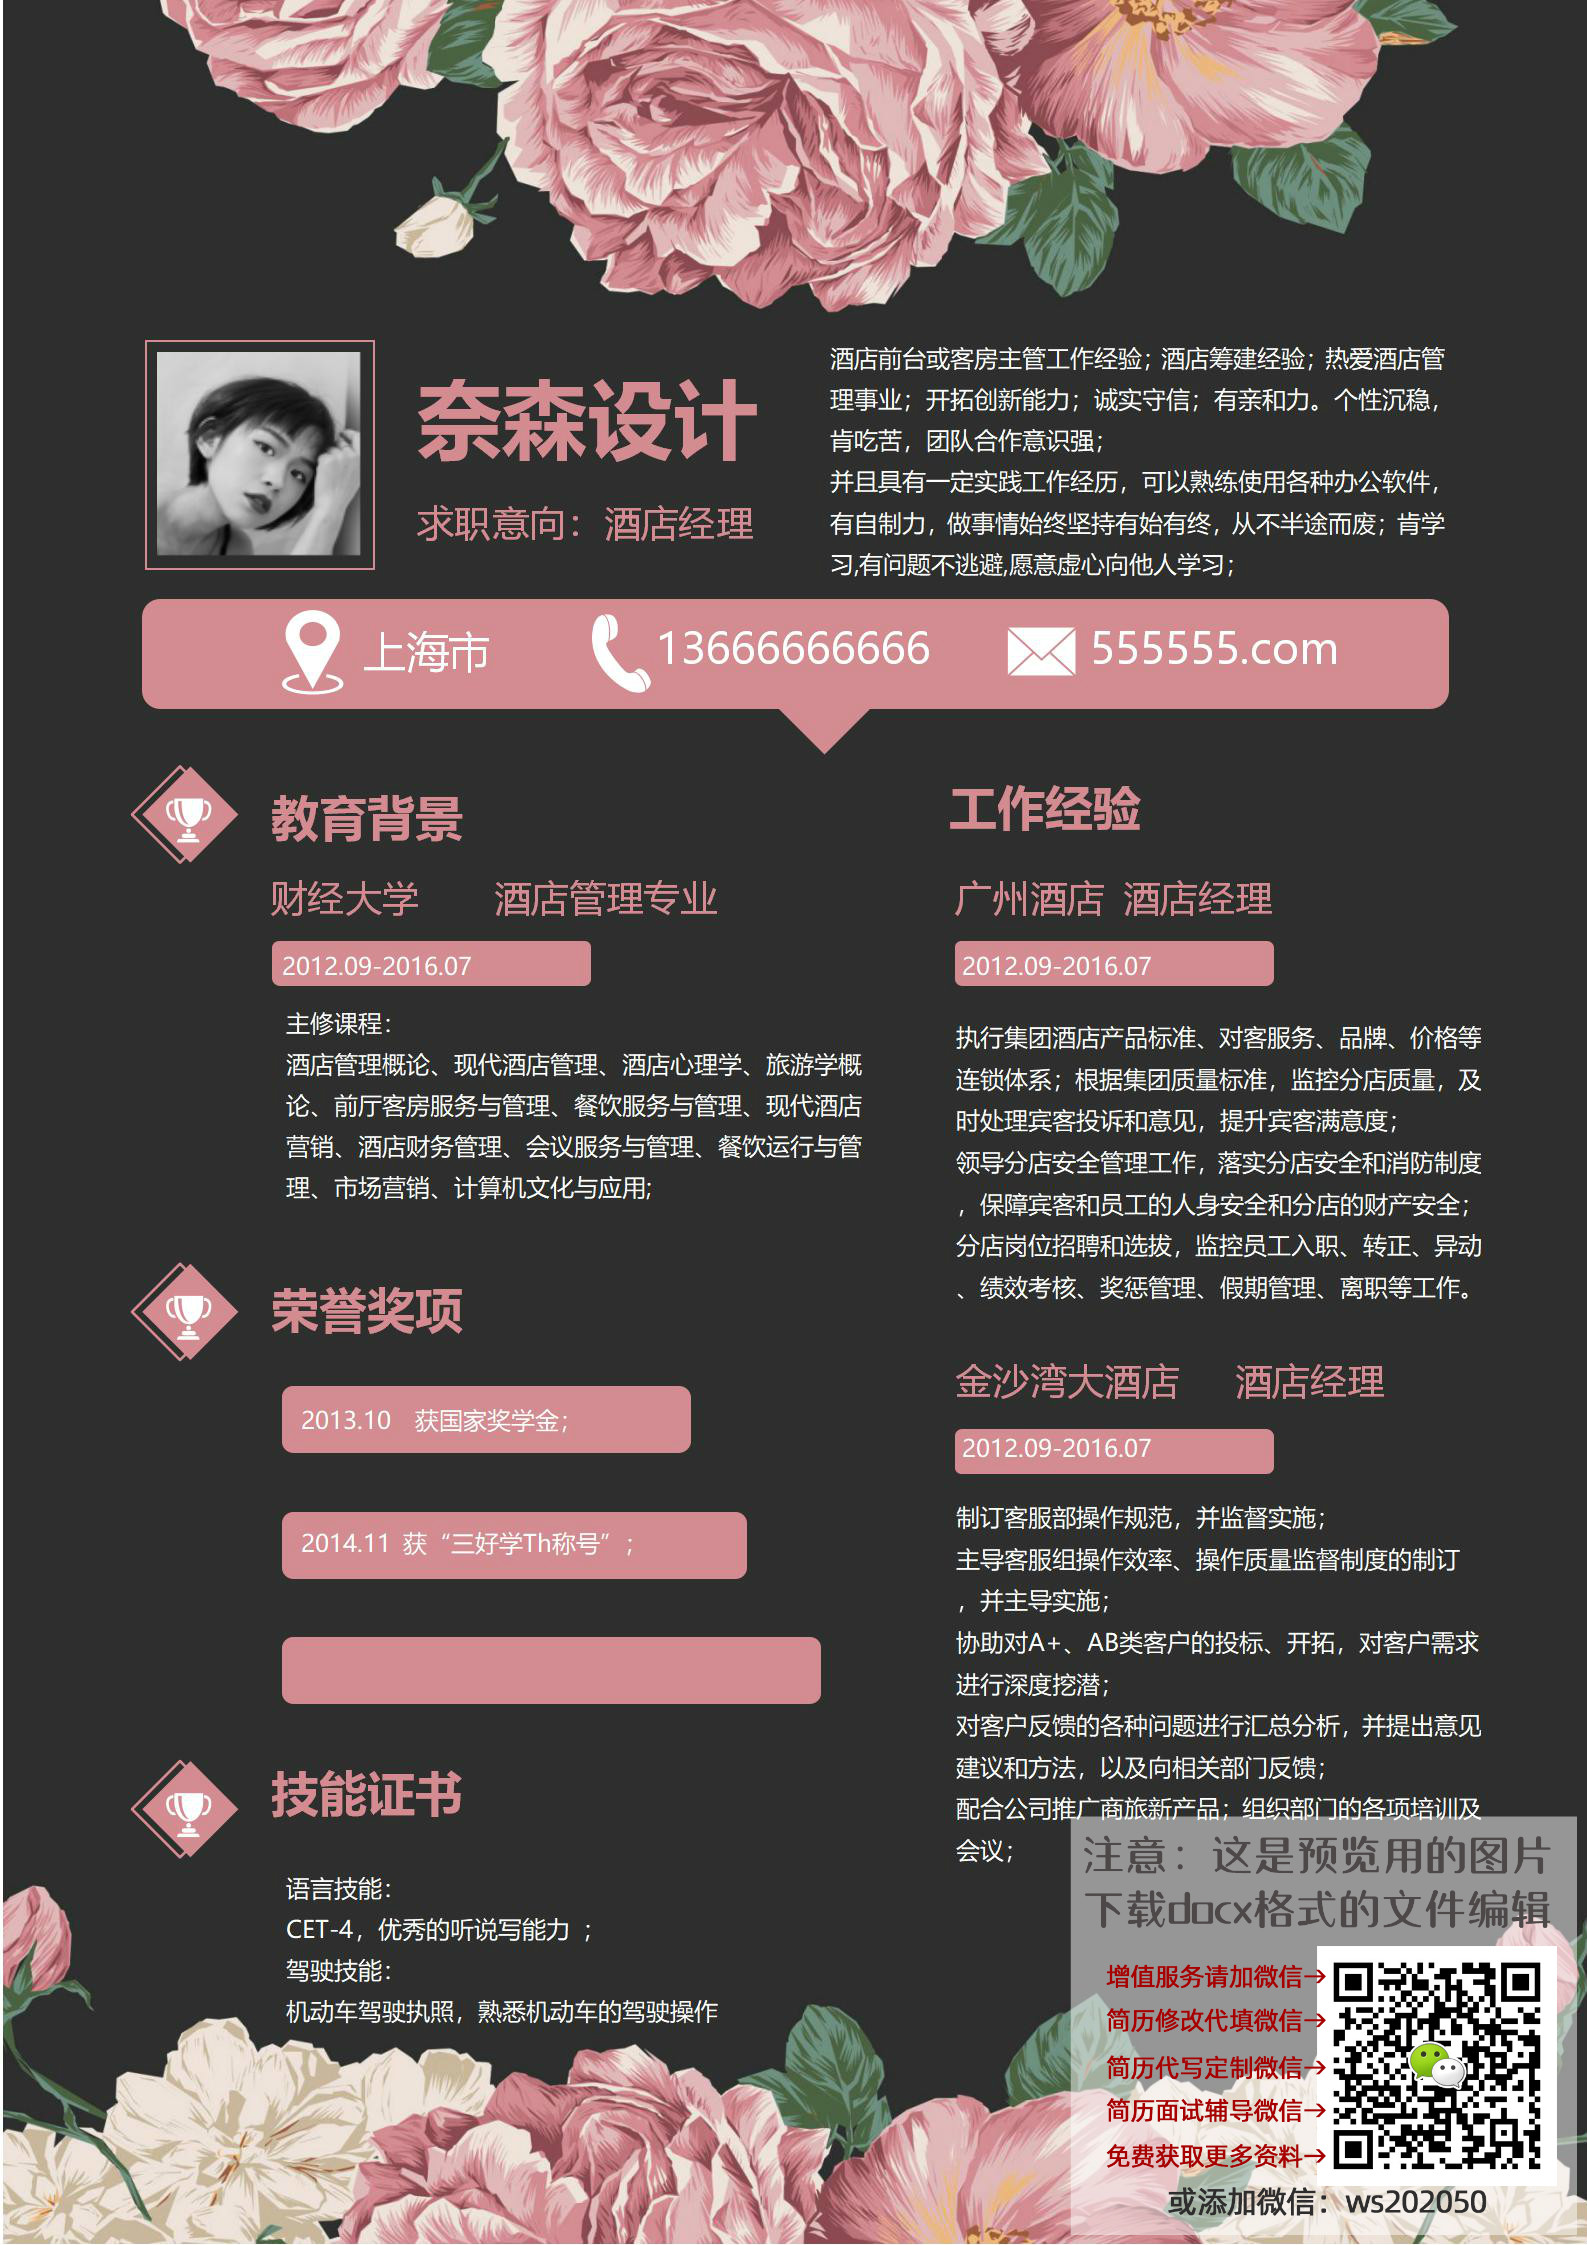 奈森设计
求职意向：酒店经理
酒店前台或客房主管工作经验；酒店筹建经验；热爱酒店管
理事业；开拓创新能力；诚实守信；有亲和力。个性沉稳，
肯吃苦，团队合作意识强；
并且具有一定实践工作经历，可以熟练使用各种办公软件，
有自制力，做事情始终坚持有始有终，从不半途而废；肯学
习,有问题不逃避,愿意虚心向他人学习；
上海市
13666666666
555555.com
教育背景
财经大学 酒店管理专业
2012.09-2016.07
主修课程：
酒店管理概论、现代酒店管理、酒店心理学、旅游学概
论、前厅客房服务与管理、餐饮服务与管理、现代酒店
营销、酒店财务管理、会议服务与管理、餐饮运行与管
理、市场营销、计算机文化与应用;
荣誉奖项
2013.10 获国家奖学金；
2014.11 获“三好学Th称号”；
技能证书
语言技能：
CET-4，优秀的听说写能力 ；
驾驶技能：
机动车驾驶执照，熟悉机动车的驾驶操作
工作经验
广州酒店 酒店经理
2012.09-2016.07
执行集团酒店产品标准、对客服务、品牌、价格等
连锁体系；根据集团质量标准，监控分店质量，及
时处理宾客投诉和意见，提升宾客满意度；
领导分店安全管理工作，落实分店安全和消防制度
，保障宾客和员工的人身安全和分店的财产安全；
分店岗位招聘和选拔，监控员工入职、转正、异动
、绩效考核、奖惩管理、假期管理、离职等工作。
金沙湾大酒店 酒店经理
2012.09-2016.07
制订客服部操作规范，并监督实施；
主导客服组操作效率、操作质量监督制度的制订
，并主导实施；
协助对A+、AB类客户的投标、开拓，对客户需求
进行深度挖潜；
对客户反馈的各种问题进行汇总分析，并提出意见
建议和方法，以及向相关部门反馈；
配合公司推广商旅新产品；组织部门的各项培训及
会议；
注意：这是预览用的图片
下载docx格式的文件编辑
增值服务请加微信→
简历修改代填微信→
简历代写定制微信→
简历面试辅导微信→
免费获取更多资料→
或添加微信：ws202050